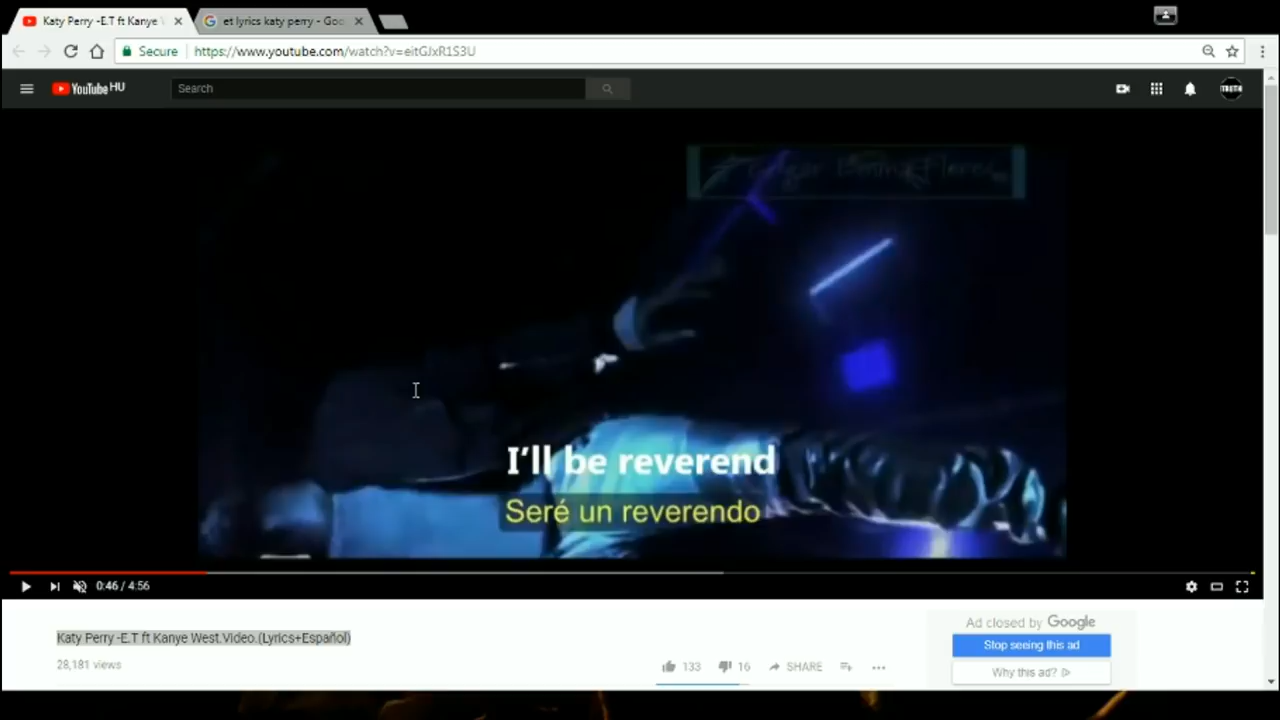 Katy Perry -E.T ft Kanye
et lyrics katy perry - Goo
Secure
https://www.youtube.com/watch?v=eitGJxR1S3U
YouTube HU
Search
TRUTH
I'll be reverend
Seré un reverendo
0:46 / 4:56
Katy Perry -E.T ft Kanye West.Video.(Lyrics+Español)
28,181 views
133
16
SHARE
Ad closed by Google
Stop seeing this ad
Why this ad?